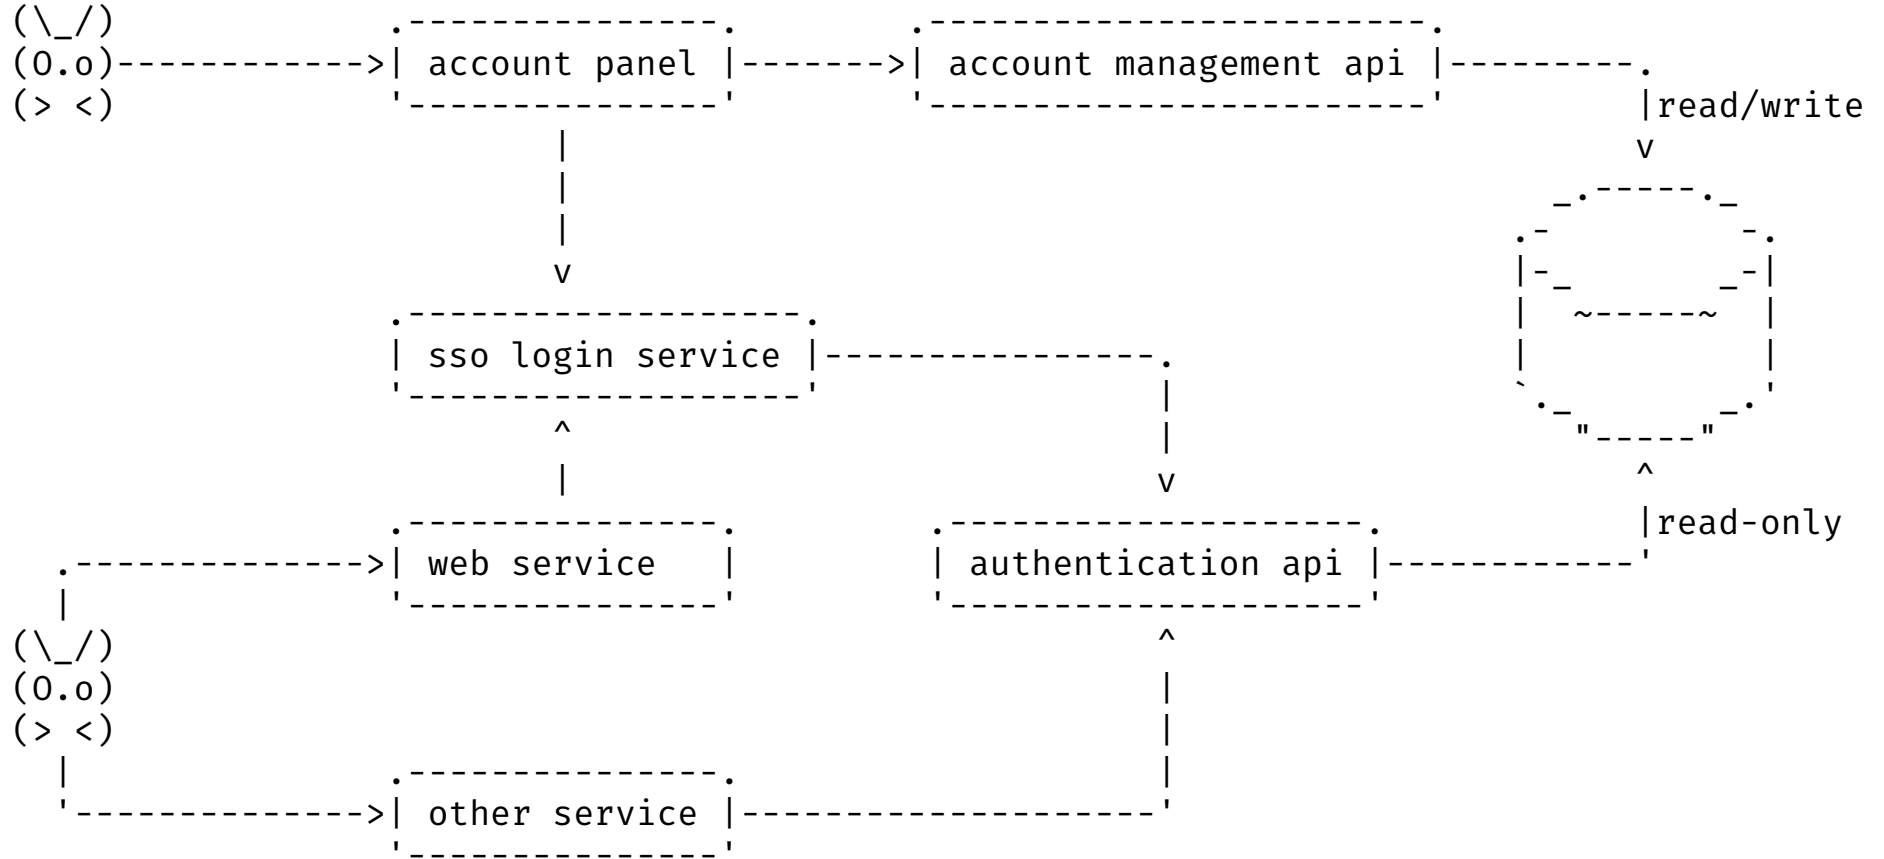 account panel
account management api
read/write
sso login service
read-only
web service
authentication api
other service